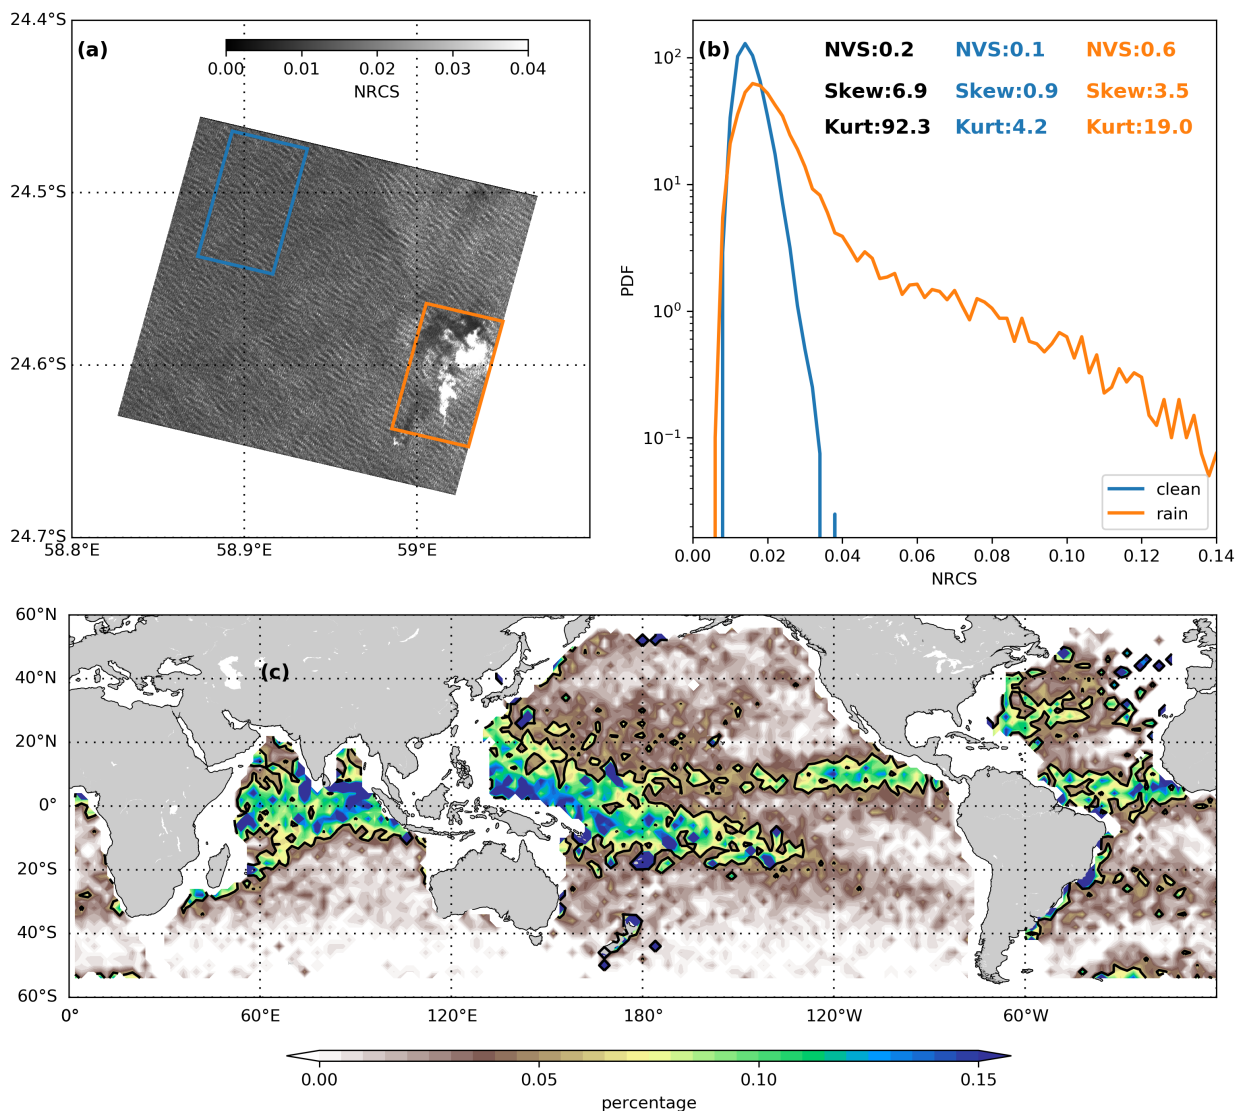 24.4°S
(a)
0.00 0.01 0.02 0.03 0.04
NRCS
24.5°S
24.6°S
24.7°S
58.8°E 58.9°E 59°E
(b)
NVS:0.2 NVS:0.1 NVS:0.6
Skew:6.9 Skew:0.9 Skew:3.5
Kurt:92.3 Kurt:4.2 Kurt:19.0
10²
10¹
10⁰
10⁻¹
PDF
clean
rain
0.00 0.02 0.04 0.06 0.08 0.10 0.12 0.14
NRCS
60°N
(c)
40°N
20°N
0°
20°S
40°S
60°S
0° 60°E 120°E 180° 120°W 60°W
0.00 0.05 0.10 0.15
percentage